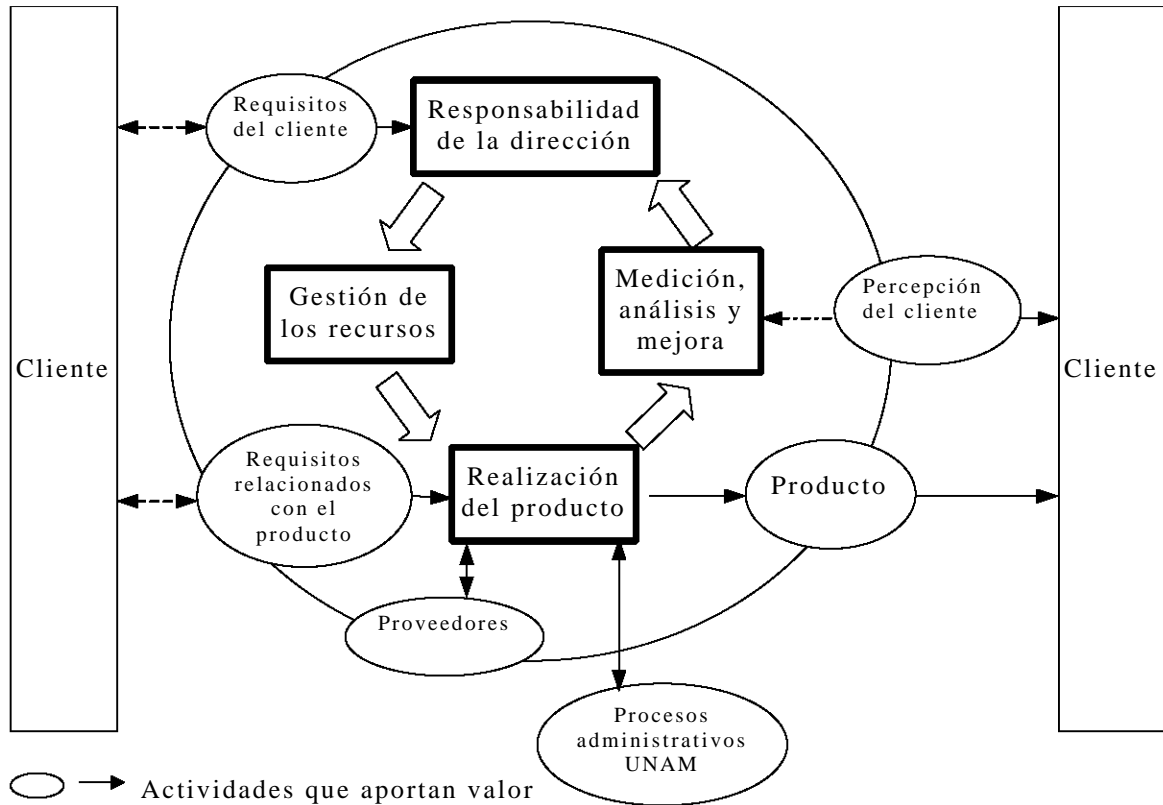 Requisitos
del cliente
Responsabilidad
de la dirección
Gestión de
los recursos
Medición,
análisis y
mejora
Percepción
del cliente
Cliente
Cliente
Requisitos
relacionados
con el
producto
Realización
del producto
Producto
Proveedores
Procesos
administrativos
UNAM
Actividades que aportan valor